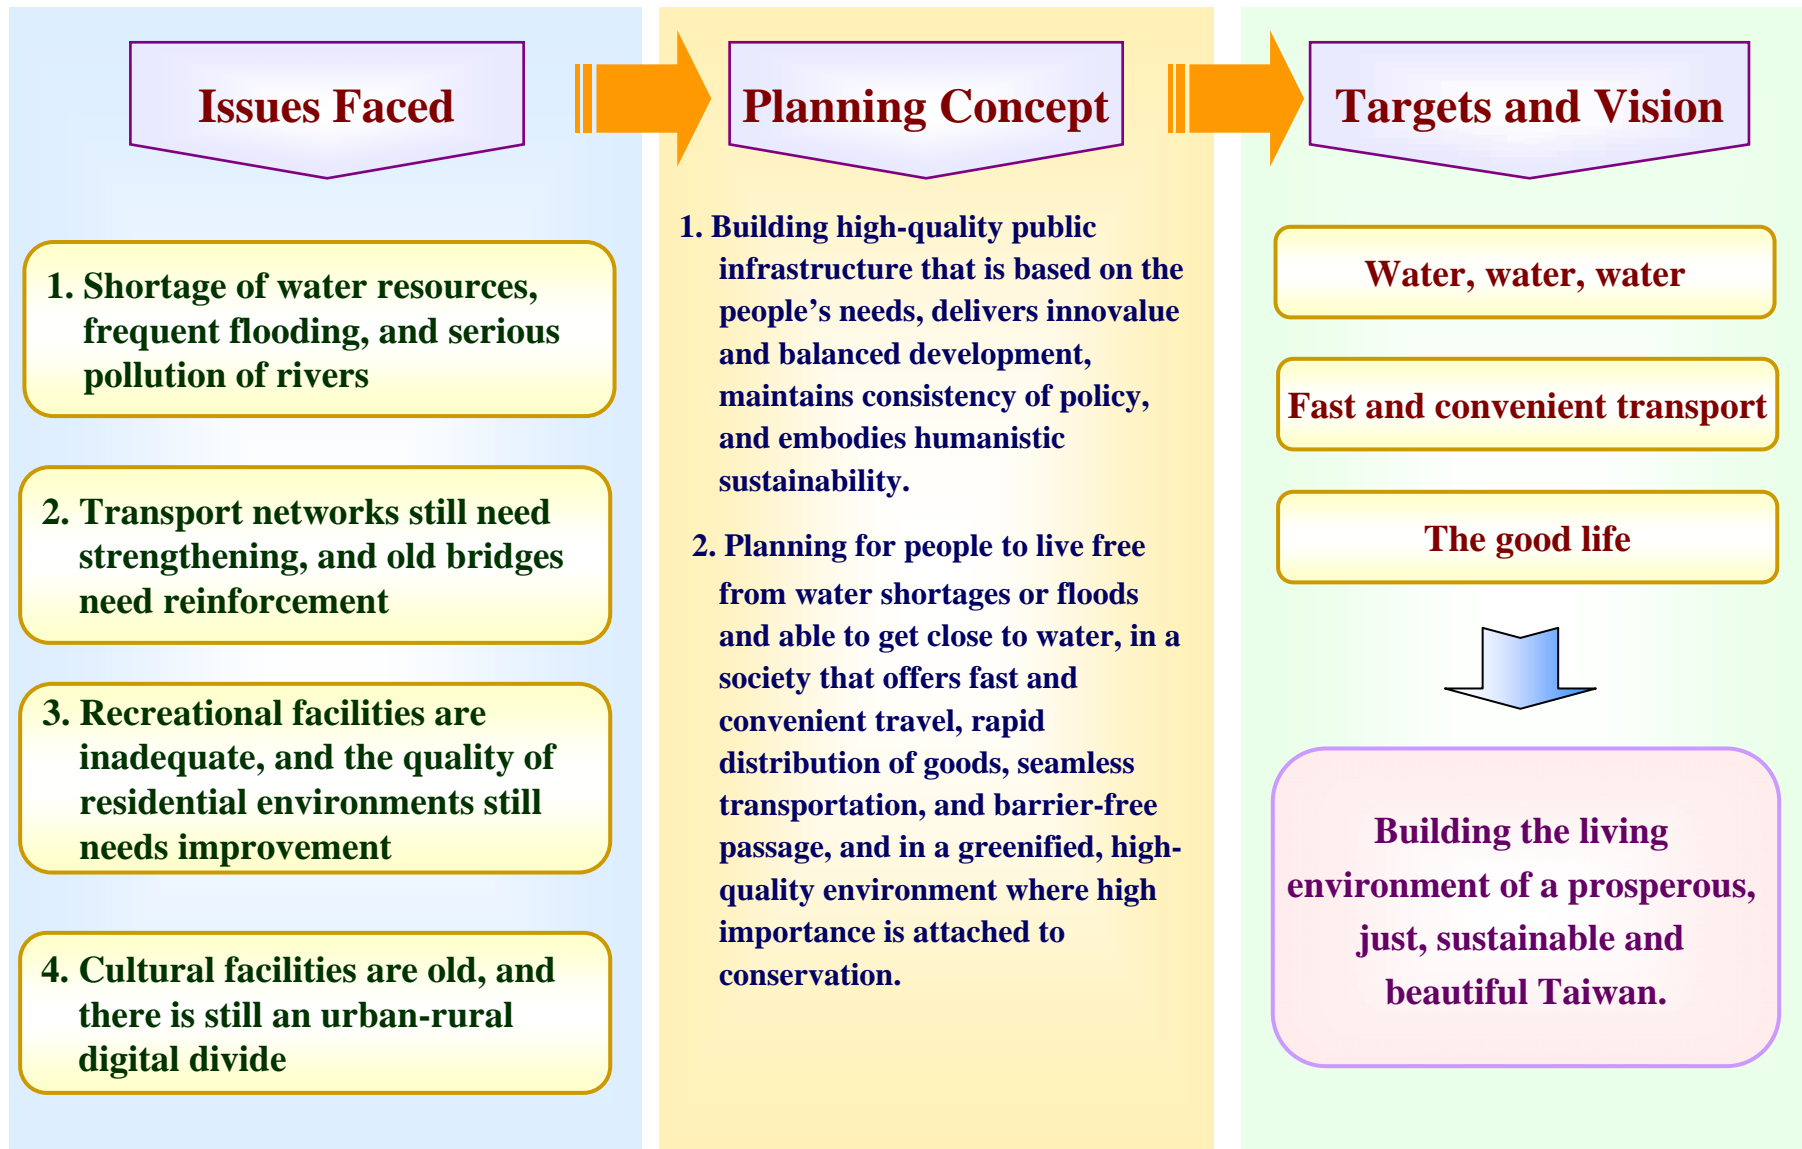 Issues Faced
1. Shortage of water resources,
frequent flooding, and serious
pollution of rivers
2. Transport networks still need
strengthening, and old bridges
need reinforcement
3. Recreational facilities are
inadequate, and the quality of
residential environments still
needs improvement
4. Cultural facilities are old, and
there is still an urban-rural
digital divide
Planning Concept
1. Building high-quality public
infrastructure that is based on the
people’s needs, delivers innovalue
and balanced development,
maintains consistency of policy,
and embodies humanistic
sustainability.
2. Planning for people to live free
from water shortages or floods
and able to get close to water, in a
society that offers fast and
convenient travel, rapid
distribution of goods, seamless
transportation, and barrier-free
passage, and in a greenified, high-
quality environment where high
importance is attached to
conservation.
Targets and Vision
Water, water, water
Fast and convenient transport
The good life
Building the living
environment of a prosperous,
just, sustainable and
beautiful Taiwan.